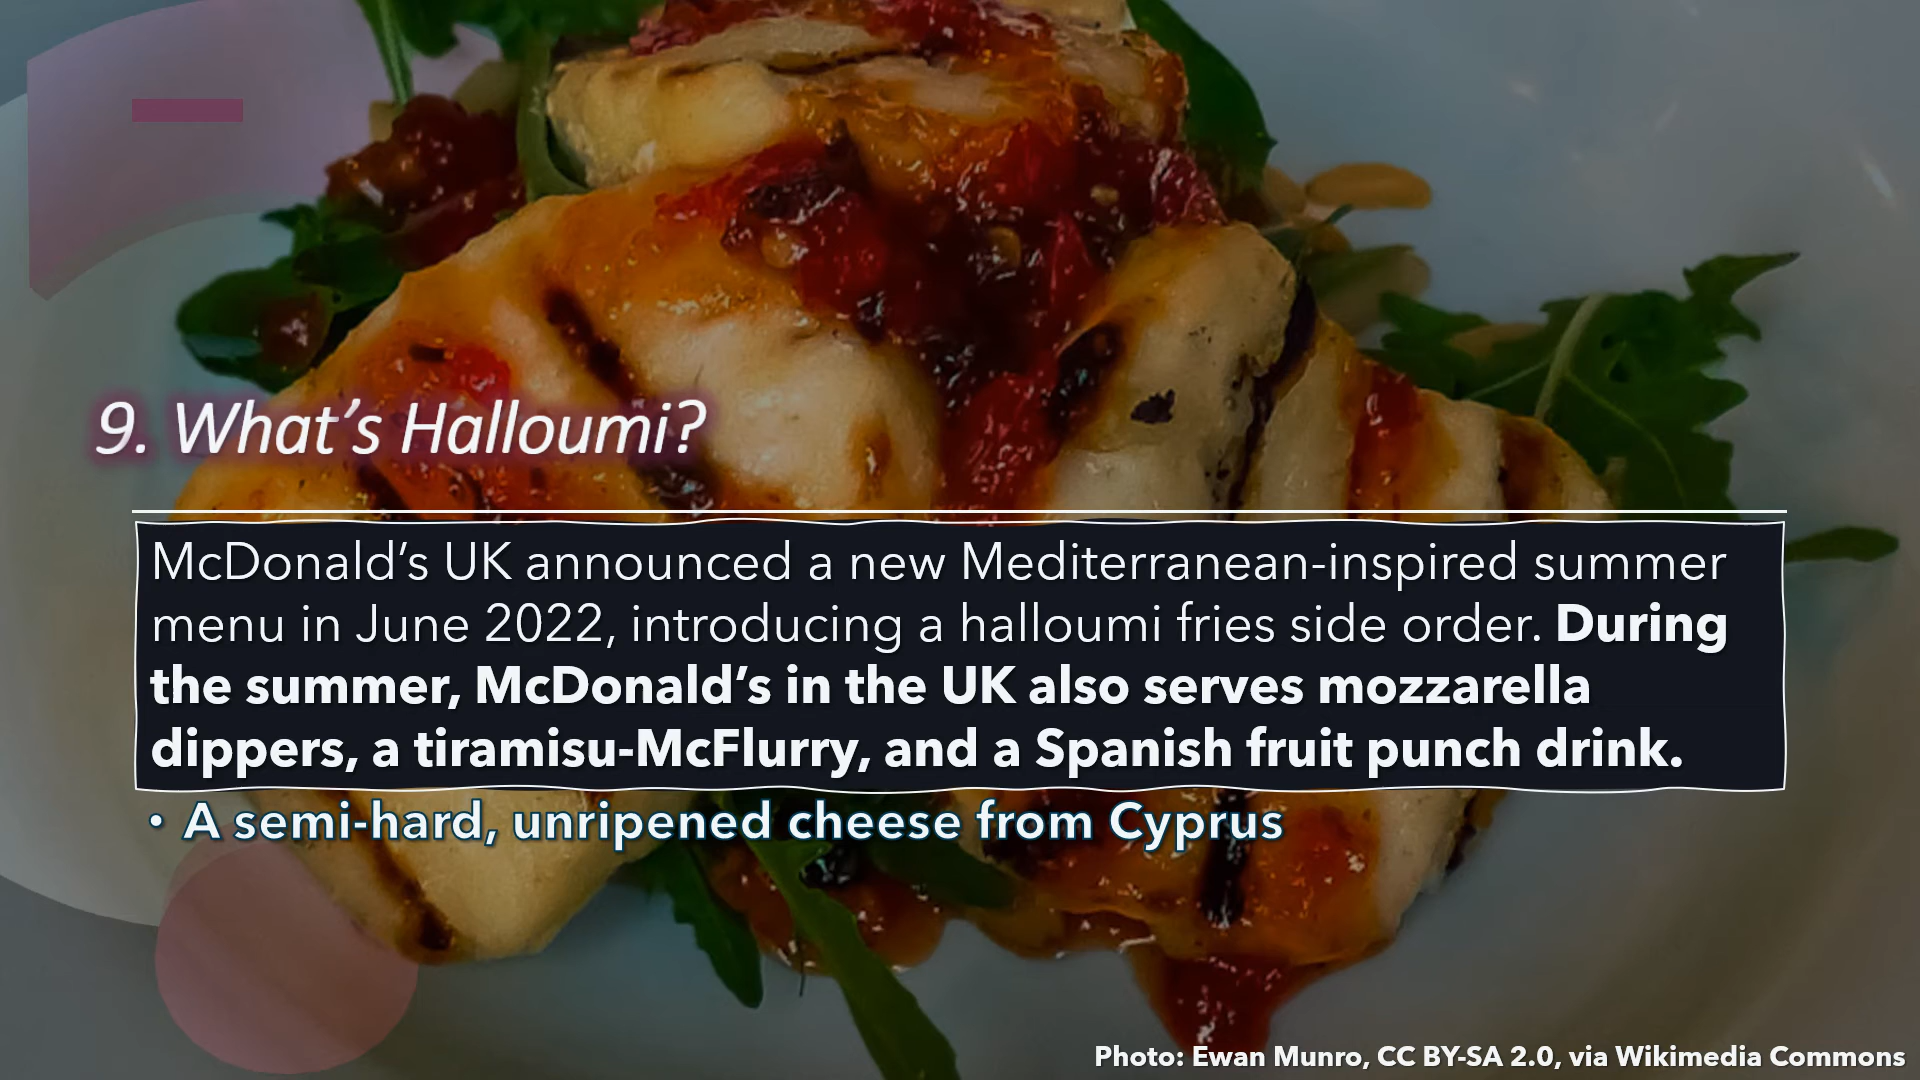 9. What’s Halloumi?
McDonald’s UK announced a new Mediterranean-inspired summer
menu in June 2022, introducing a halloumi fries side order. During
the summer, McDonald’s in the UK also serves mozzarella
dippers, a tiramisu-McFlurry, and a Spanish fruit punch drink.
• A semi-hard, unripened cheese from Cyprus
Photo: Ewan Munro, CC BY-SA 2.0, via Wikimedia Commons